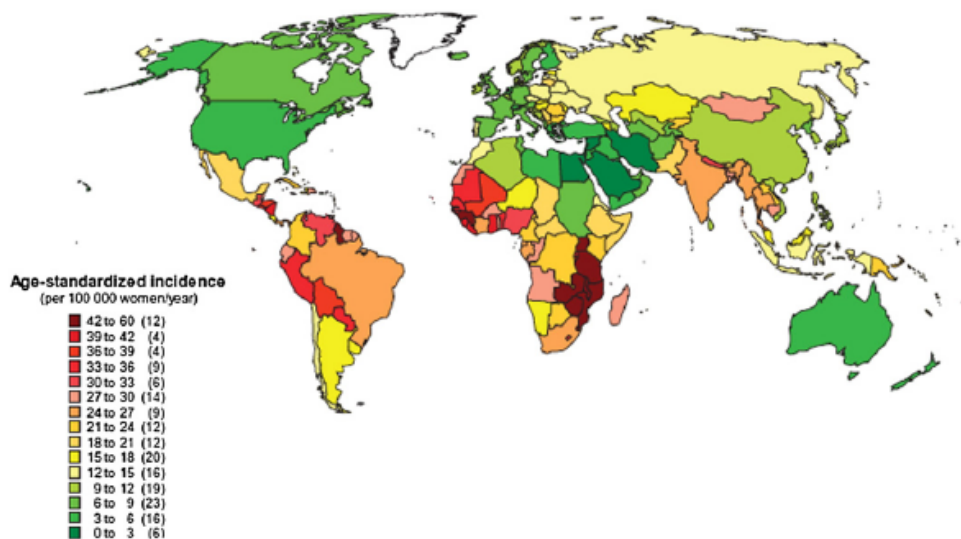 Age-standardized incidence
(per 100 000 women/year)
42 to 60 (12)
39 to 42 (4)
36 to 39 (4)
33 to 36 (9)
30 to 33 (6)
27 to 30 (14)
24 to 27 (9)
21 to 24 (12)
18 to 21 (12)
15 to 18 (20)
12 to 15 (16)
9 to 12 (19)
6 to 9 (23)
3 to 6 (16)
0 to 3 (6)